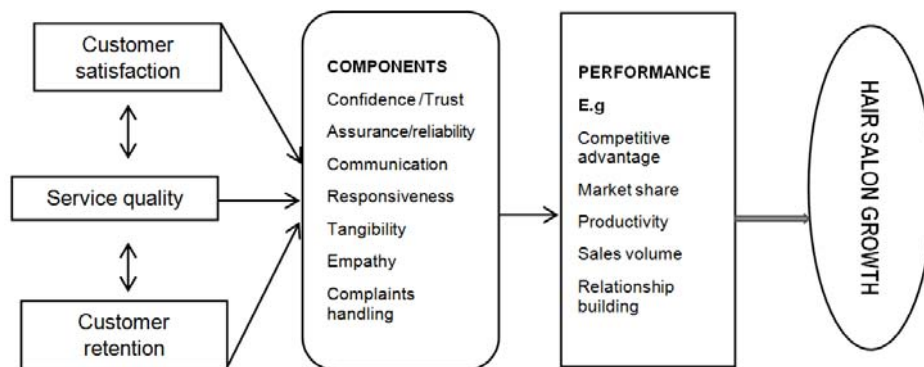 Customer
satisfaction
Service quality
Customer
retention
COMPONENTS
Confidence /Trust
Assurance/reliability
Communication
Responsiveness
Tangibility
Empathy
Complaints
handling
PERFORMANCE
E.g
Competitive
advantage
Market share
Productivity
Sales volume
Relationship
building
HAIR SALON GROWTH